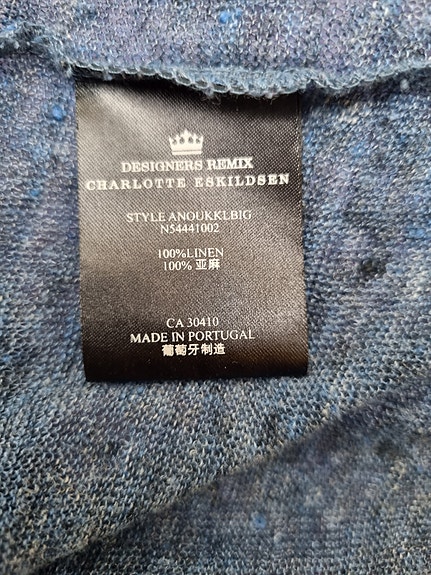 DESIGNERS REMIX
CHARLOTTE ESKILDSEN
STYLE ANOUKKLBIG
N54441002
100%LINEN
100% 亚麻
CA 30410
MADE IN PORTUGAL
葡萄牙制造